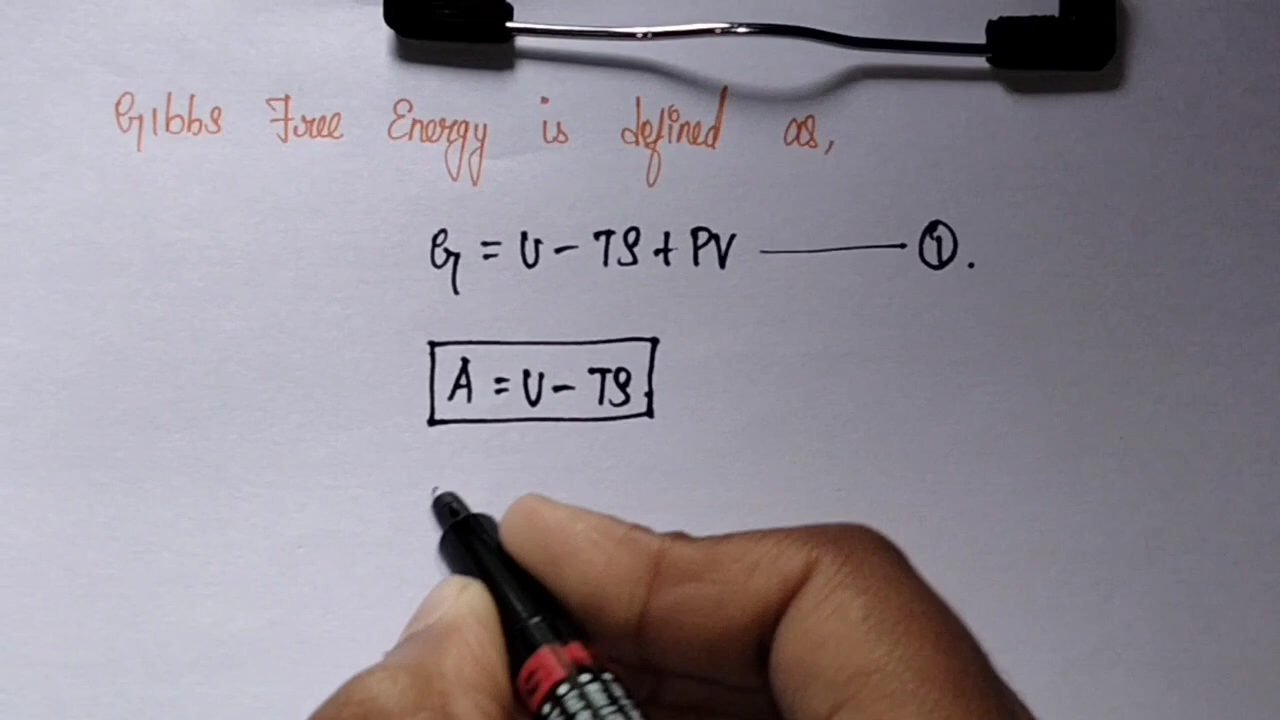 Gibbs Free Energy is defined as,
G = U - TS + PV ——— ①.
A = U - TS